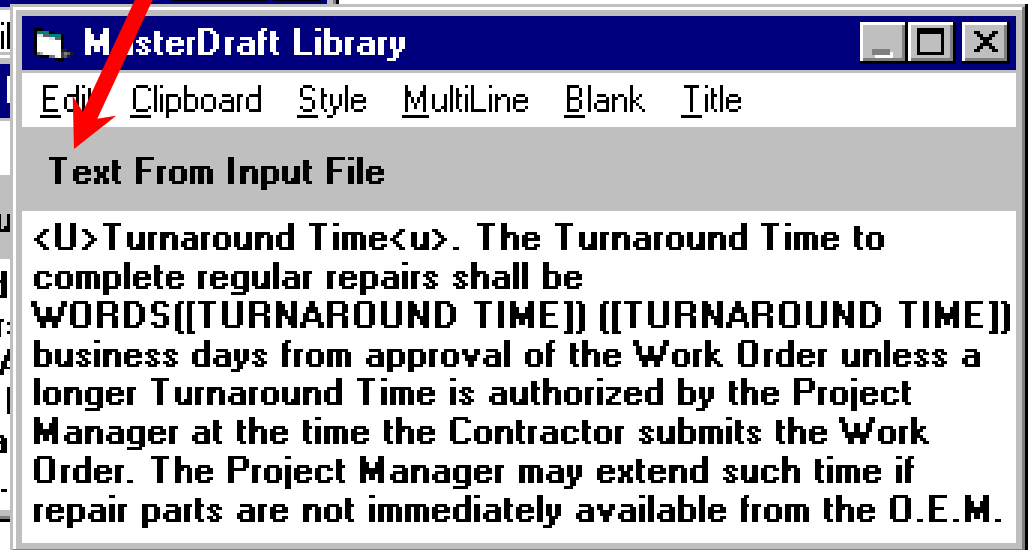 MasterDraft Library
Edit Clipboard Style MultiLine Blank Title
Text From Input File
<U>Turnaround Time<u>. The Turnaround Time to
complete regular repairs shall be
WORDS([TURNAROUND TIME]) ([TURNAROUND TIME])
business days from approval of the Work Order unless a
longer Turnaround Time is authorized by the Project
Manager at the time the Contractor submits the Work
Order. The Project Manager may extend such time if
repair parts are not immediately available from the O.E.M.